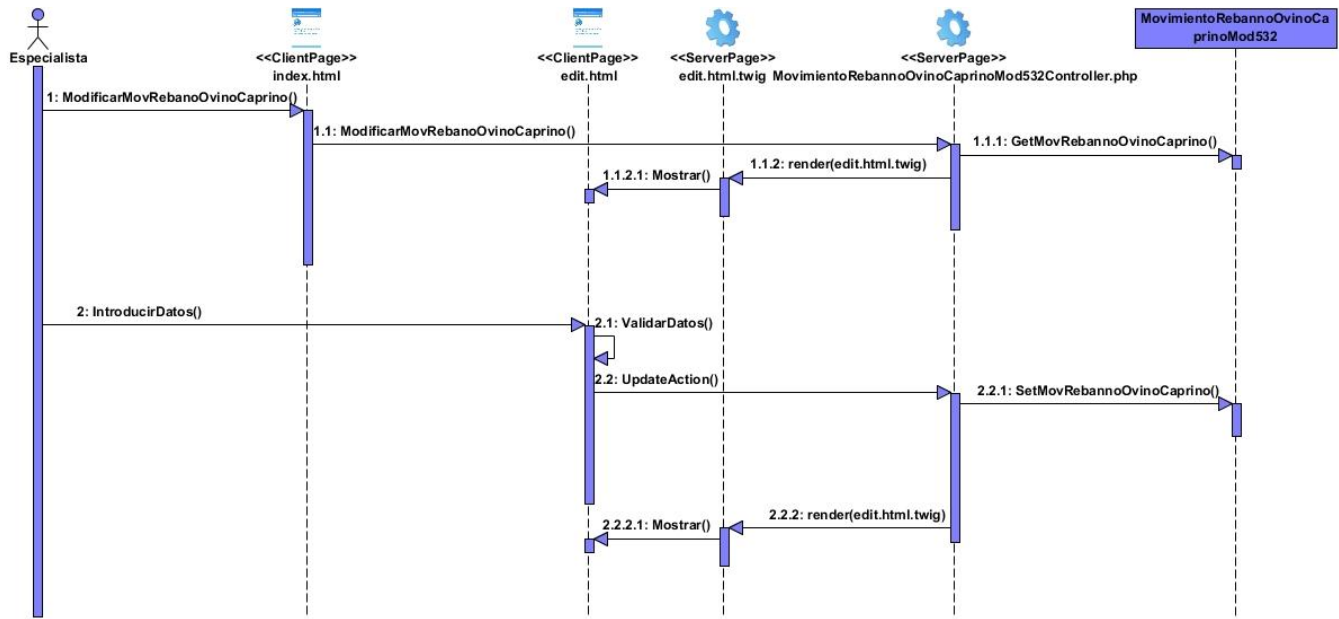 MovimientoRebannoOvinoCa
prinoMod532
Especialista
<<ClientPage>>
index.html
<<ClientPage>>
edit.html
<<ServerPage>>
edit.html.twig
<<ServerPage>>
MovimientoRebannoOvinoCaprinoMod532Controller.php
1: ModificarMovRebanoOvinoCaprino()
1.1: ModificarMovRebanoOvinoCaprino()
1.1.1: GetMovRebannoOvinoCaprino()
1.1.2: render(edit.html.twig)
1.1.2.1: Mostrar()
2: IntroducirDatos()
2.1: ValidarDatos()
2.2: UpdateAction()
2.2.1: SetMovRebannoOvinoCaprino()
2.2.2: render(edit.html.twig)
2.2.2.1: Mostrar()